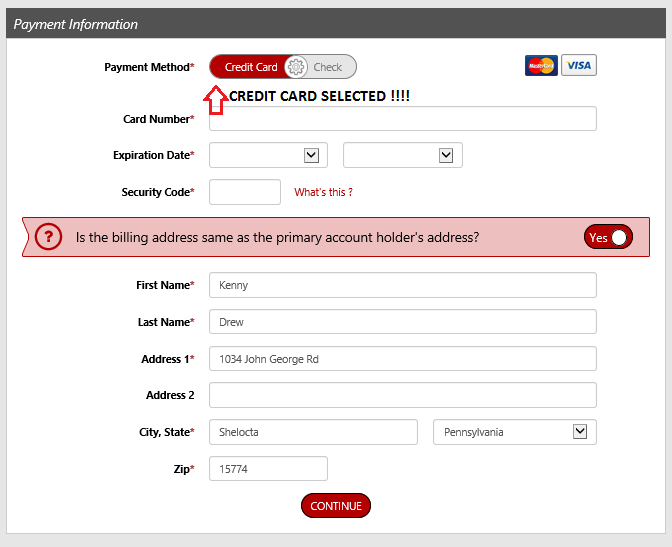 Payment Information
Payment Method* Credit Card Check MasterCard VISA
CREDIT CARD SELECTED !!!!
Card Number*
Expiration Date*
Security Code* What's this ?
? Is the billing address same as the primary account holder's address? Yes
First Name* Kenny
Last Name* Drew
Address 1* 1034 John George Rd
Address 2
City, State* Shelocta Pennsylvania
Zip* 15774
CONTINUE